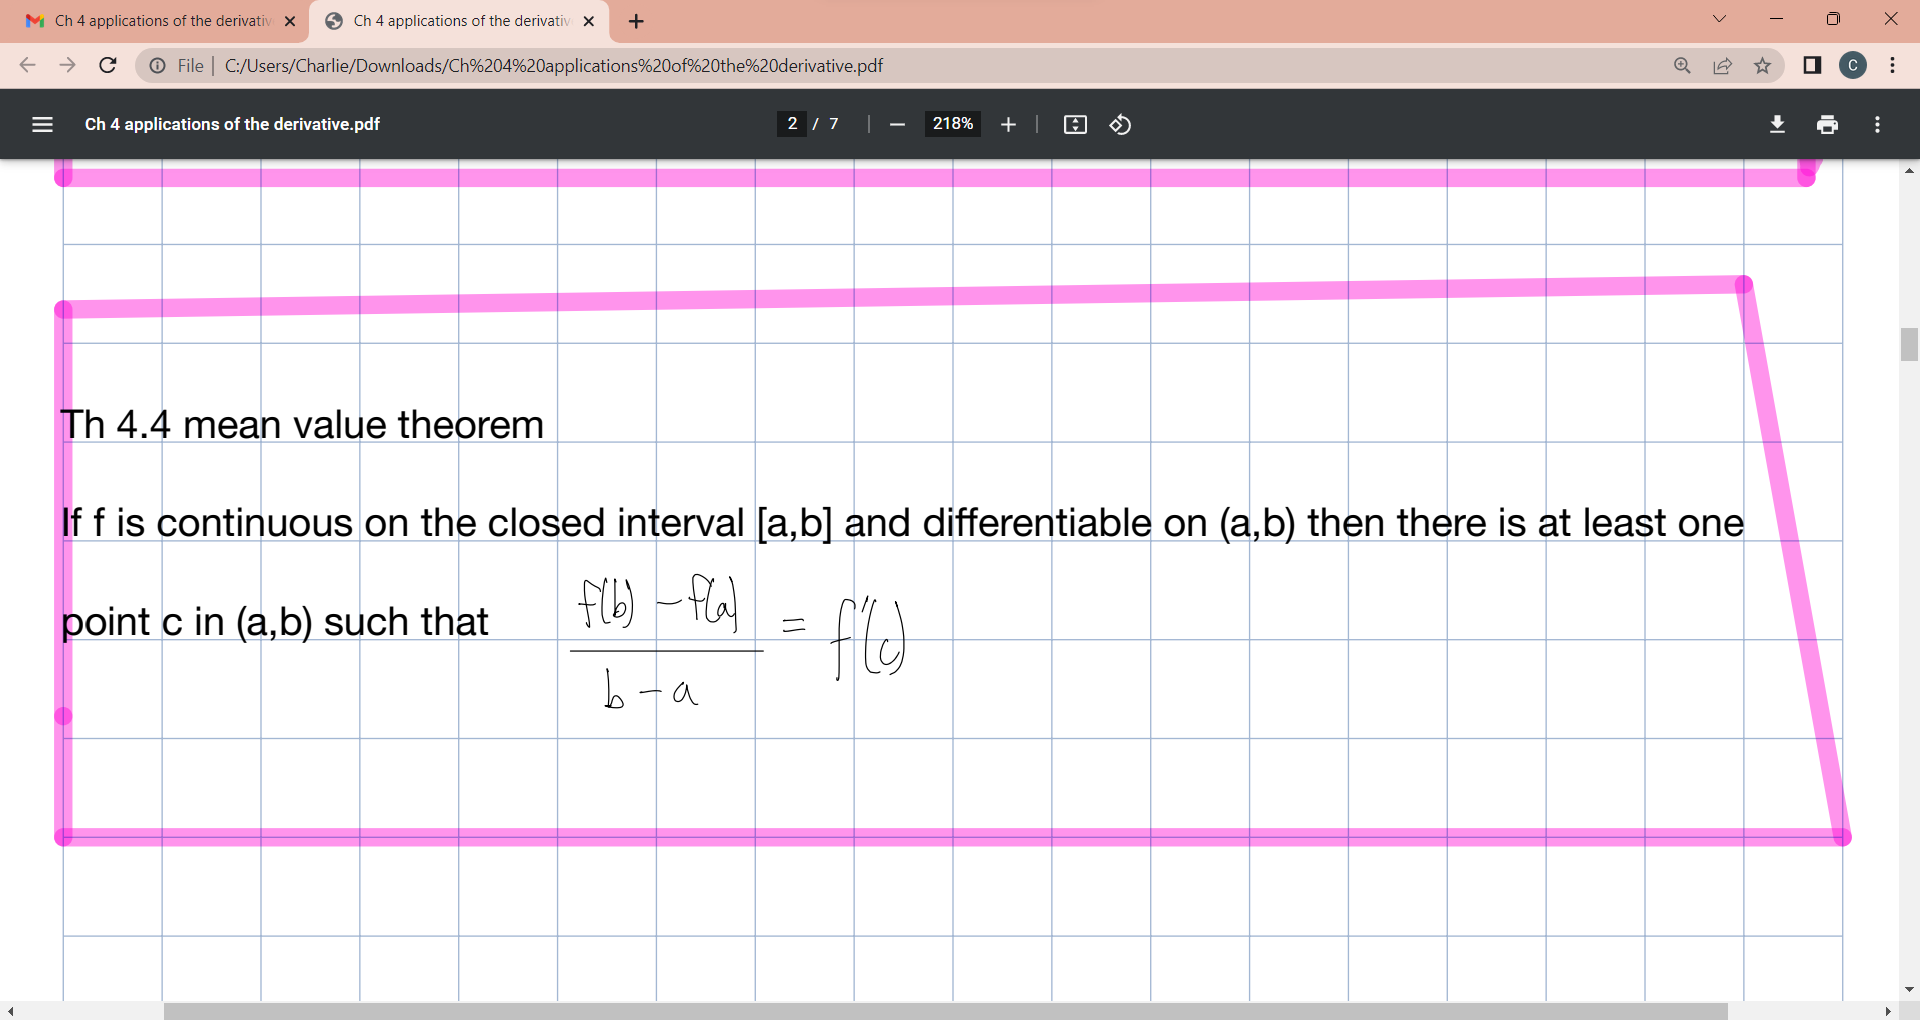 Ch 4 applications of the derivativ
Ch 4 applications of the derivativ
File C:/Users/Charlie/Downloads/Ch%204%20applications%20of%20the%20derivative.pdf
C
Ch 4 applications of the derivative.pdf
2 / 7
218%
Th 4.4 mean value theorem
If f is continuous on the closed interval [a,b] and differentiable on (a,b) then there is at least one
point c in (a,b) such that
f(b) - f(a)
b - a
= f'(c)